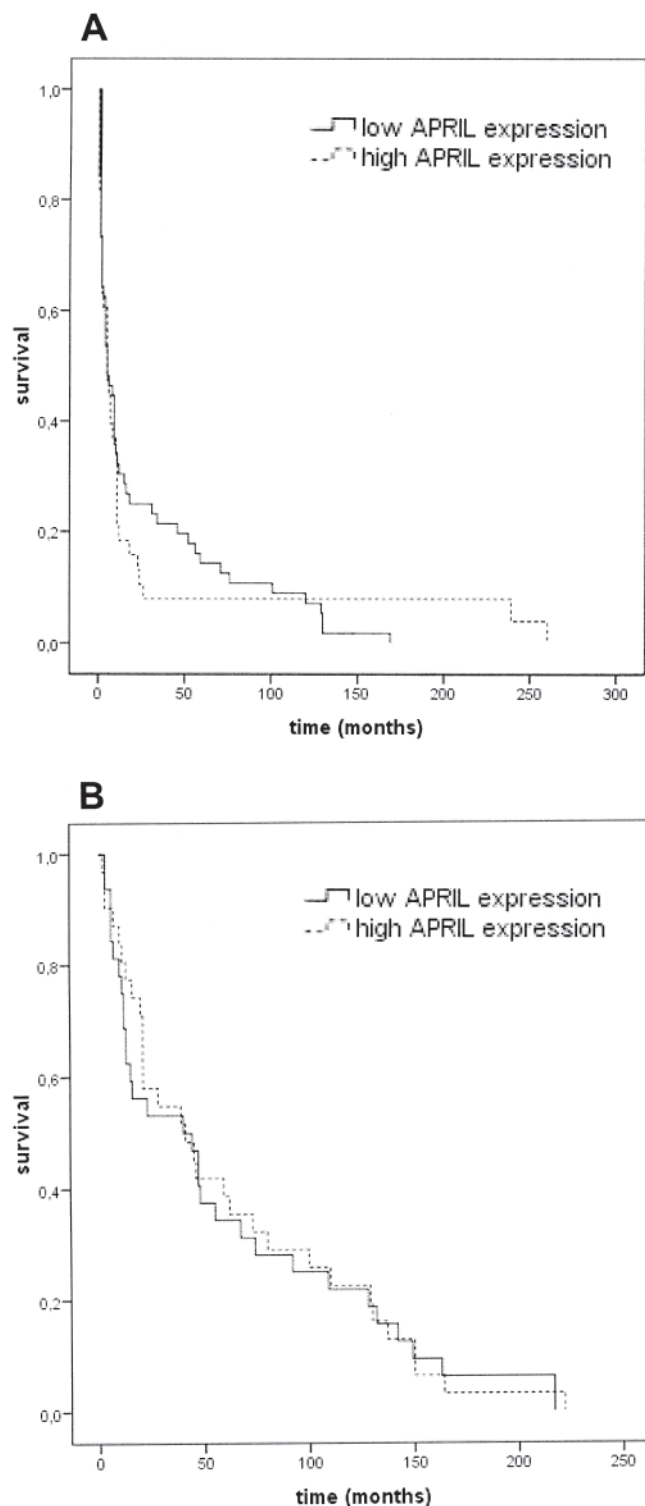 A
1,0
low APRIL expression
high APRIL expression
0,8
0,6
survival
0,4
0,2
0,0
0 50 100 150 200 250 300
time (months)
B
1,0
low APRIL expression
high APRIL expression
0,8
0,6
survival
0,4
0,2
0,0
0 50 100 150 200 250
time (months)